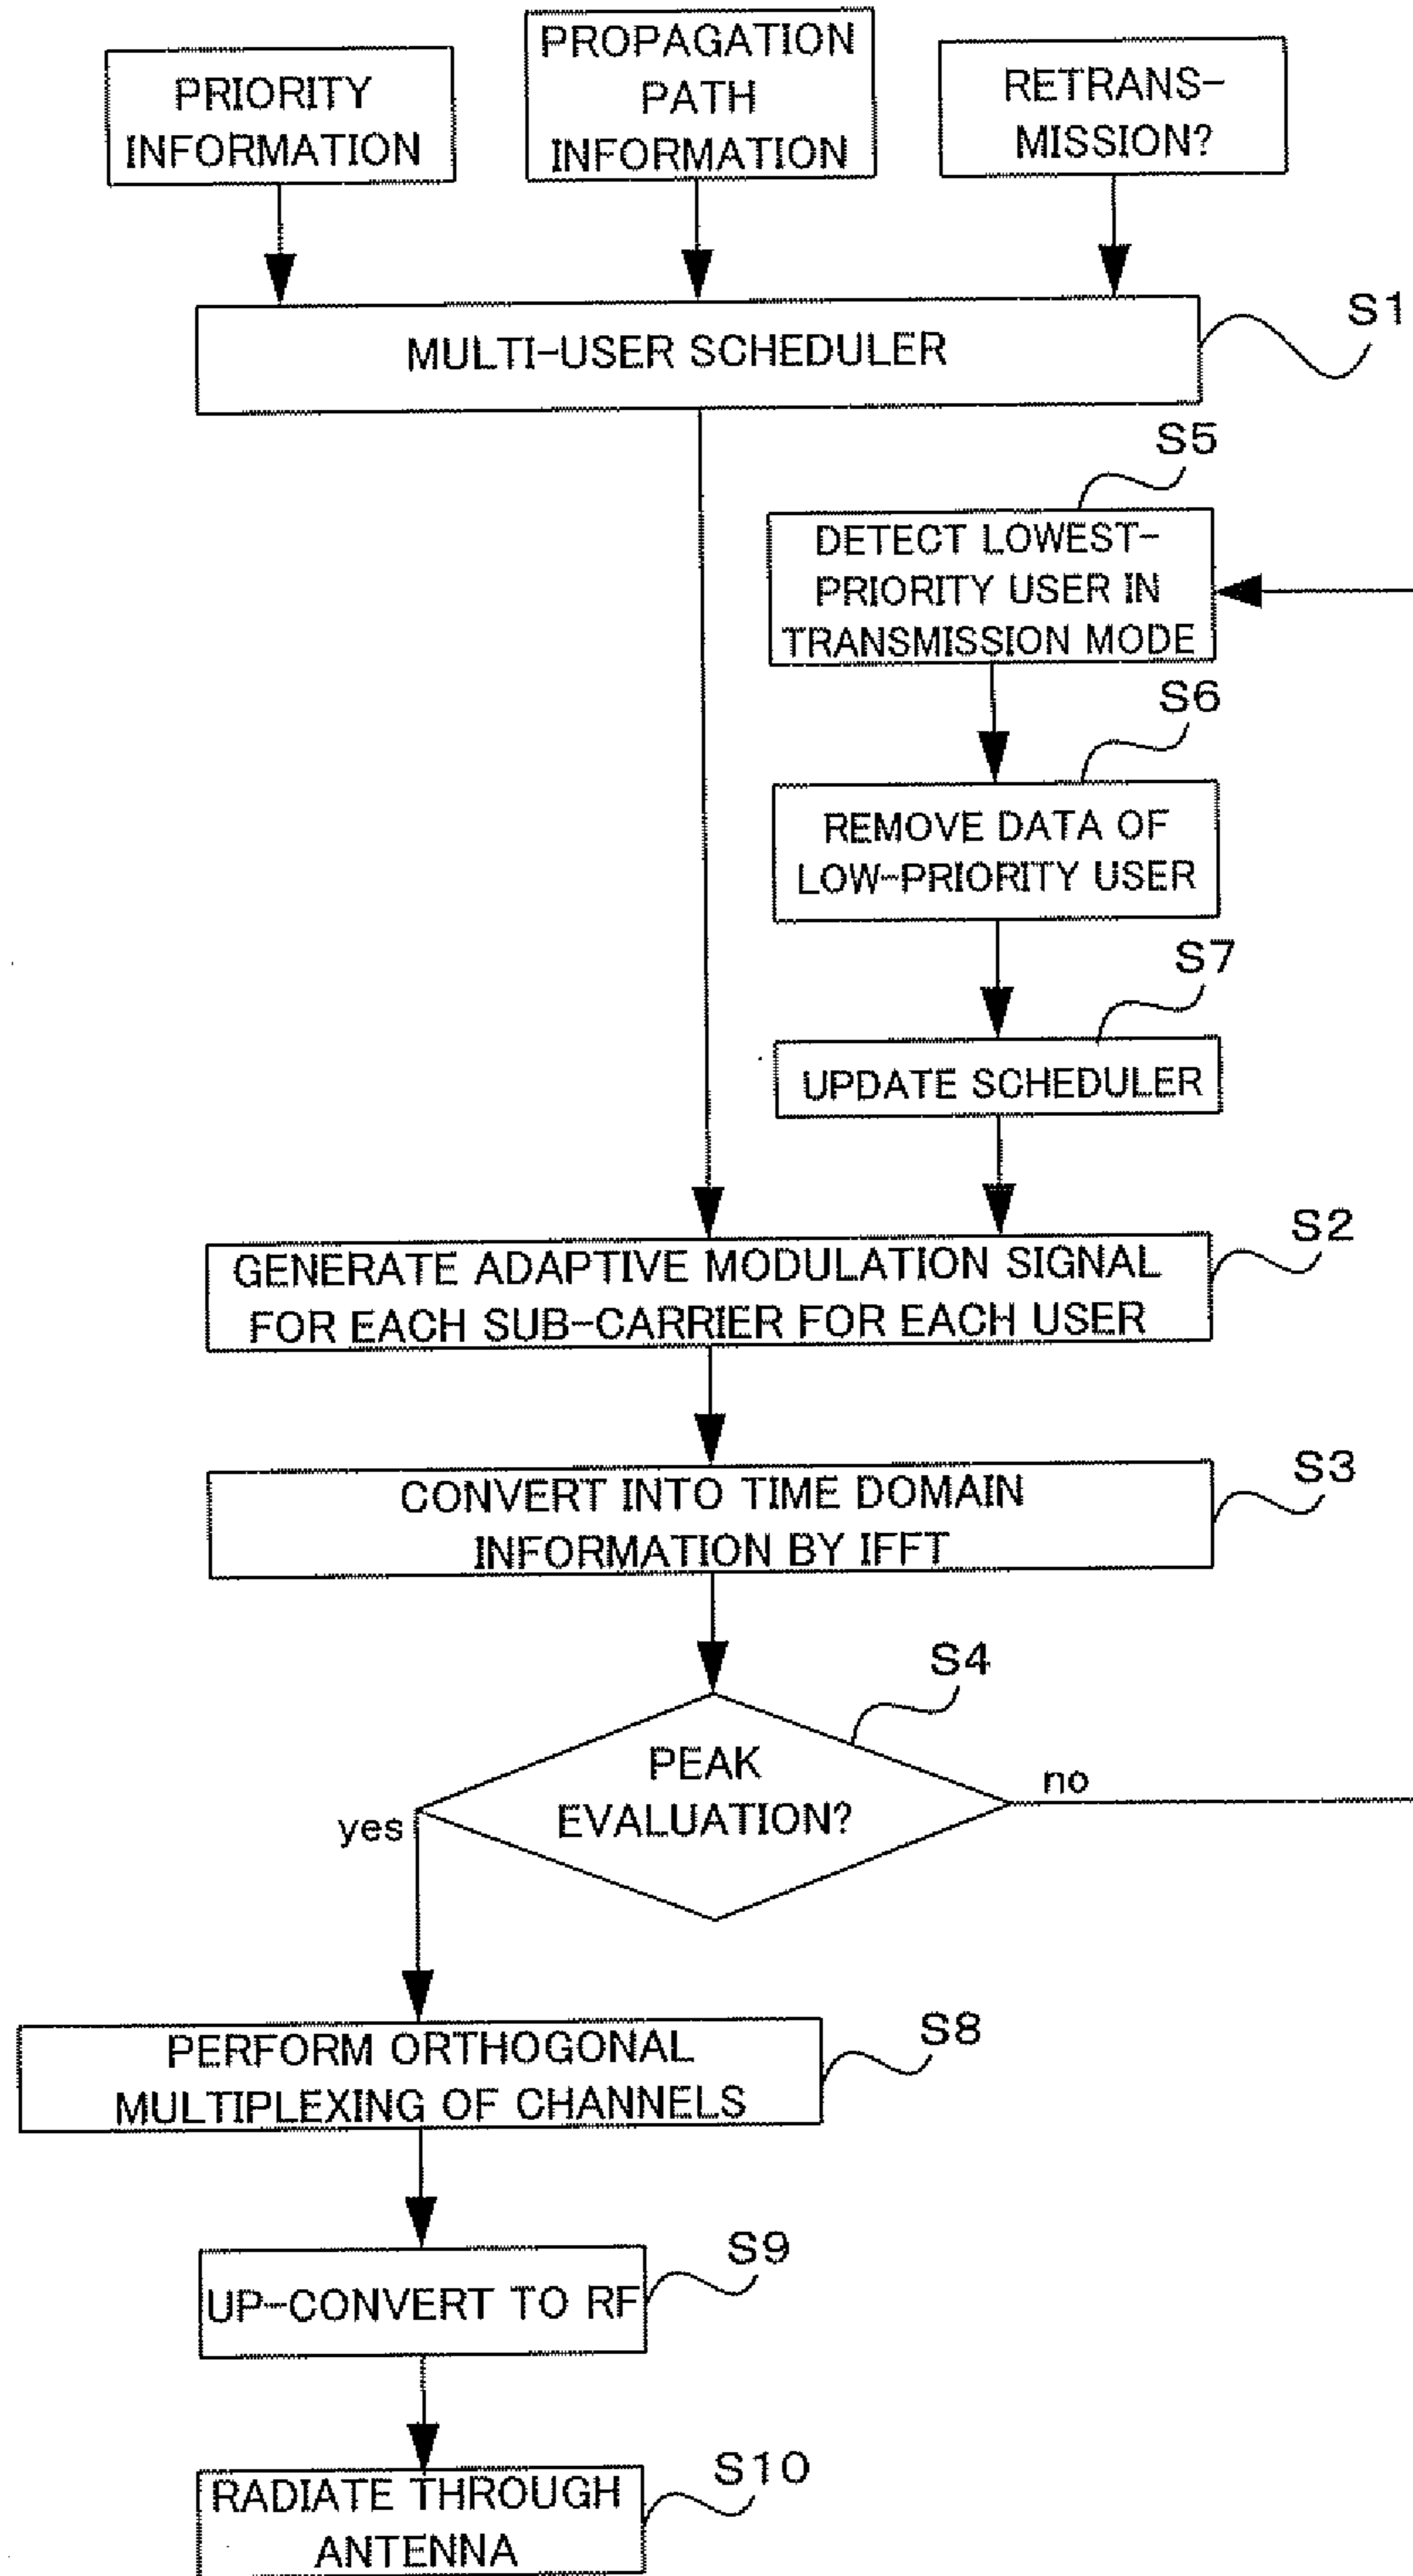 PRIORITY
INFORMATION
PROPAGATION
PATH
INFORMATION
RETRANS-
MISSION?
MULTI-USER SCHEDULER
S1
S5
DETECT LOWEST-
PRIORITY USER IN
TRANSMISSION MODE
S6
REMOVE DATA OF
LOW-PRIORITY USER
S7
UPDATE SCHEDULER
S2
GENERATE ADAPTIVE MODULATION SIGNAL
FOR EACH SUB-CARRIER FOR EACH USER
S3
CONVERT INTO TIME DOMAIN
INFORMATION BY IFFT
S4
PEAK
EVALUATION?
yes
no
S8
PERFORM ORTHOGONAL
MULTIPLEXING OF CHANNELS
S9
UP-CONVERT TO RF
S10
RADIATE THROUGH
ANTENNA